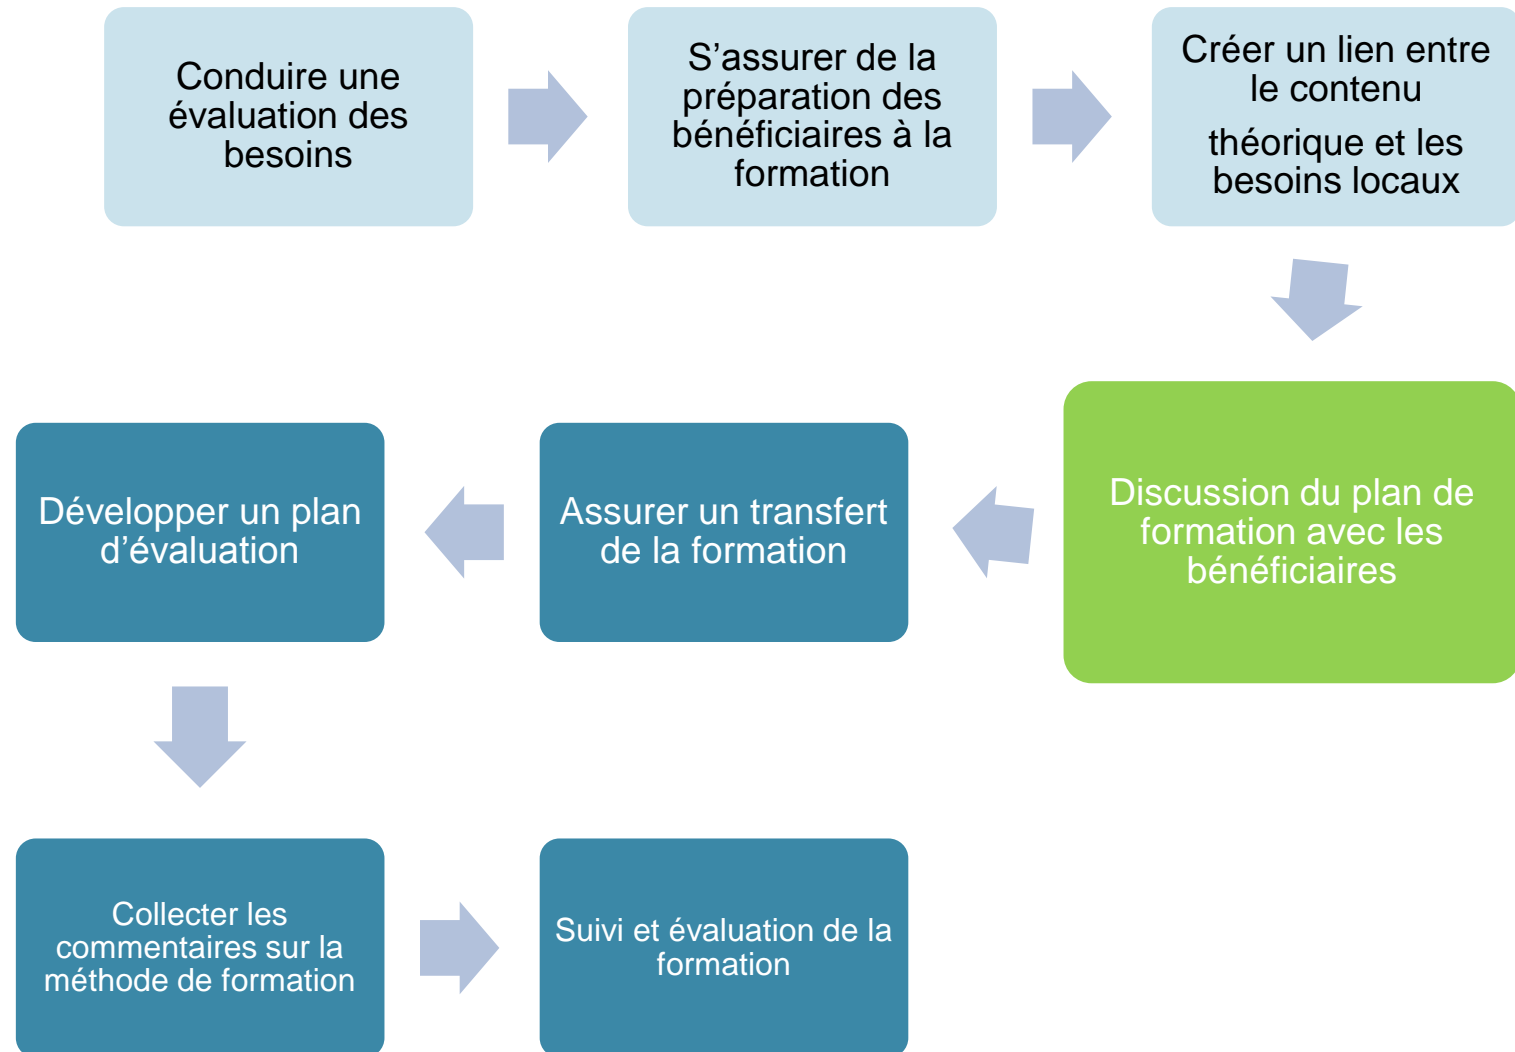 Conduire une
évaluation des
besoins
S’assurer de la
préparation des
bénéficiaires à la
formation
Créer un lien entre
le contenu
théorique et les
besoins locaux
Discussion du plan de
formation avec les
bénéficiaires
Assurer un transfert
de la formation
Développer un plan
d’évaluation
Collecter les
commentaires sur la
méthode de formation
Suivi et évaluation de la
formation